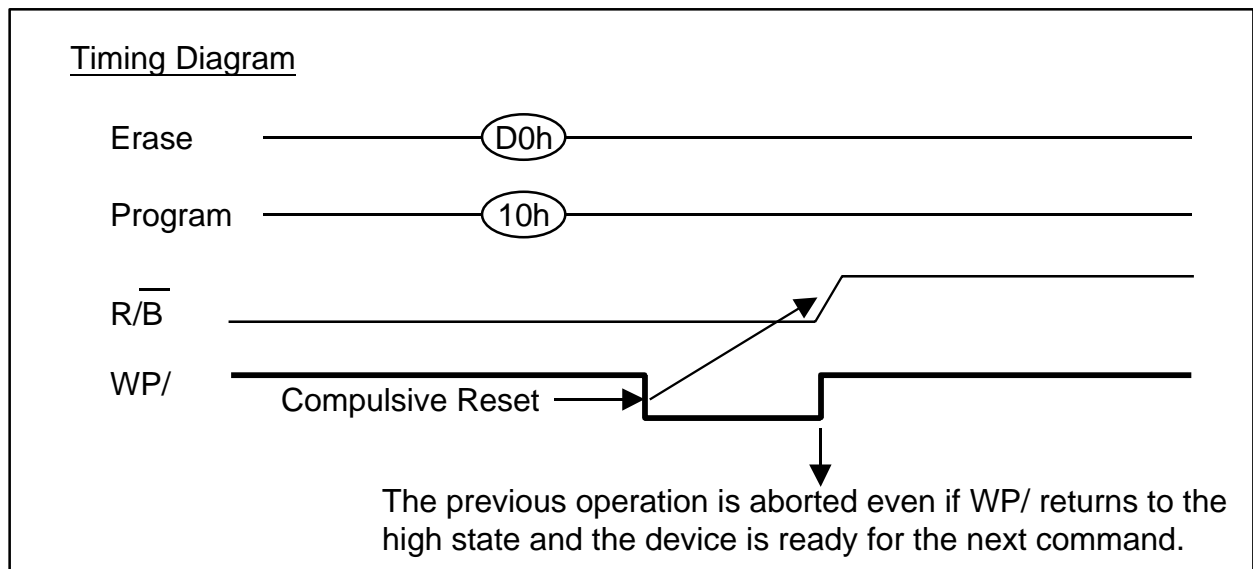 Timing Diagram
Erase
D0h
Program
10h
R/B̅
WP/
Compulsive Reset
The previous operation is aborted even if WP/ returns to the
high state and the device is ready for the next command.